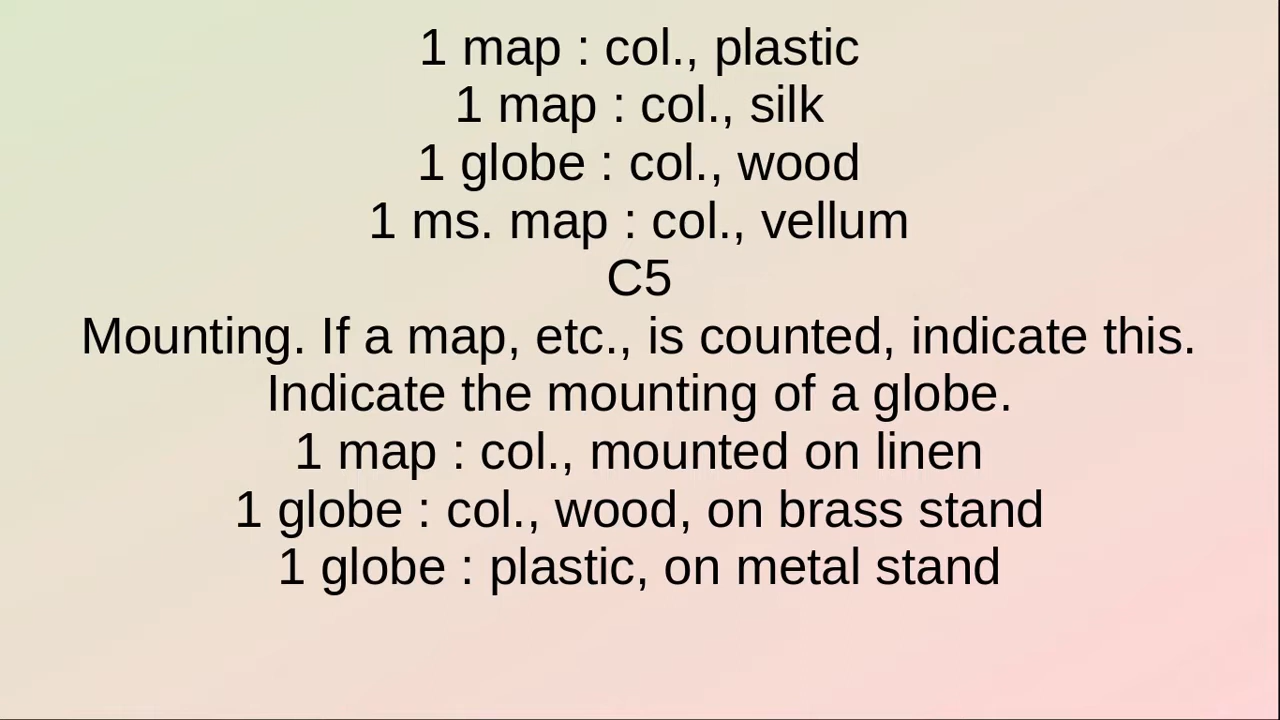 1 map : col., plastic
1 map : col., silk
1 globe : col., wood
1 ms. map : col., vellum
C5
Mounting. If a map, etc., is counted, indicate this.
Indicate the mounting of a globe.
1 map : col., mounted on linen
1 globe : col., wood, on brass stand
1 globe : plastic, on metal stand